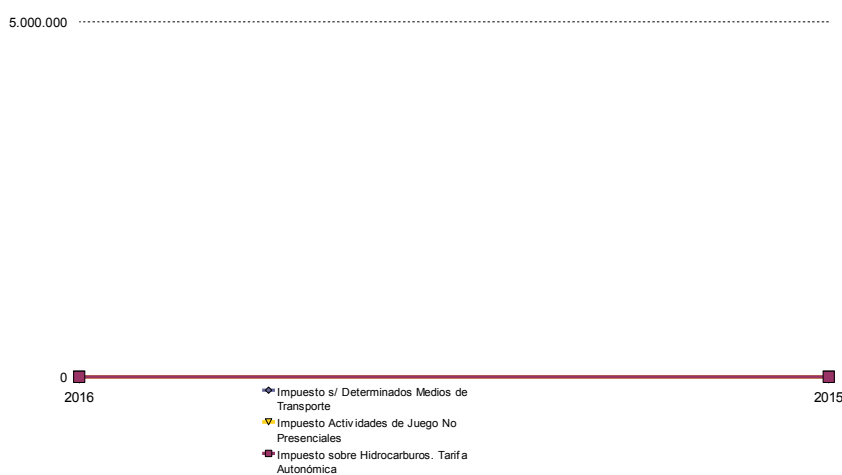 5.000.000
0
2016
2015
Impuesto s/ Determinados Medios de
Transporte
Impuesto Actividades de Juego No
Presenciales
Impuesto sobre Hidrocarburos. Tarifa
Autonómica